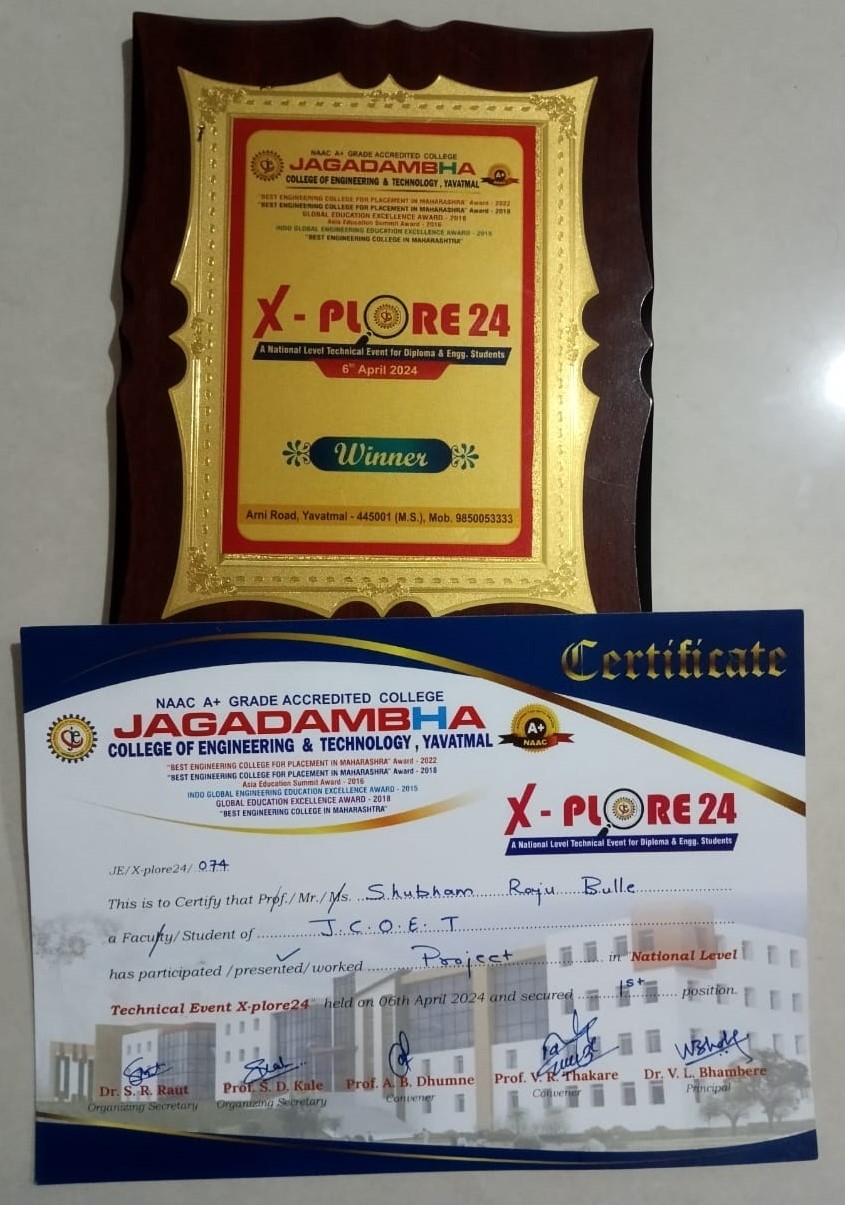 NAAC A+ GRADE ACCREDITED COLLEGE
JAGADAMBHA
COLLEGE OF ENGINEERING & TECHNOLOGY, YAVATMAL
A+
"BEST ENGINEERING COLLEGE FOR PLACEMENT IN MAHARASHRA" Award - 2022
"BEST ENGINEERING COLLEGE FOR PLACEMENT IN MAHARASHRA" Award - 2018
GLOBAL EDUCATION EXCELLENCE AWARD - 2018
Asia Education Summit Award - 2016
INDO GLOBAL ENGINEERING EDUCATION EXCELLENCE AWARD - 2015
"BEST ENGINEERING COLLEGE IN MAHARASHTRA"
X - PLORE 24
A National Level Technical Event for Diploma & Engg. Students
6th April 2024
Winner
Arni Road, Yavatmal - 445001 (M.S.), Mob. 9850053333
Certificate
NAAC A+ GRADE ACCREDITED COLLEGE
JAGADAMBHA
COLLEGE OF ENGINEERING & TECHNOLOGY, YAVATMAL
A+
NAAC
"BEST ENGINEERING COLLEGE FOR PLACEMENT IN MAHARASHRA" Award - 2022
"BEST ENGINEERING COLLEGE FOR PLACEMENT IN MAHARASHRA" Award - 2018
Asia Education Summit Award - 2016
INDO GLOBAL ENGINEERING EDUCATION EXCELLENCE AWARD - 2015
GLOBAL EDUCATION EXCELLENCE AWARD - 2018
"BEST ENGINEERING COLLEGE IN MAHARASHTRA"
X - PLORE 24
A National Level Technical Event for Diploma & Engg. Students
JE/X-plore24/ 074
This is to Certify that Prof./Mr./Ms. Shubham Raju Bulle
a Faculty/Student of J.C.O.E.T
has participated/presented/worked Project in National Level
Technical Event X-plore24" held on 06th April 2024 and secured 1st position.
Dr. S. R. Raut Prof. S. D. Kale Prof. A. B. Dhumne Prof. V. R. Thakare Dr. V. L. Bhambere
Organizing Secretary Organizing Secretary Convener Convener Principal